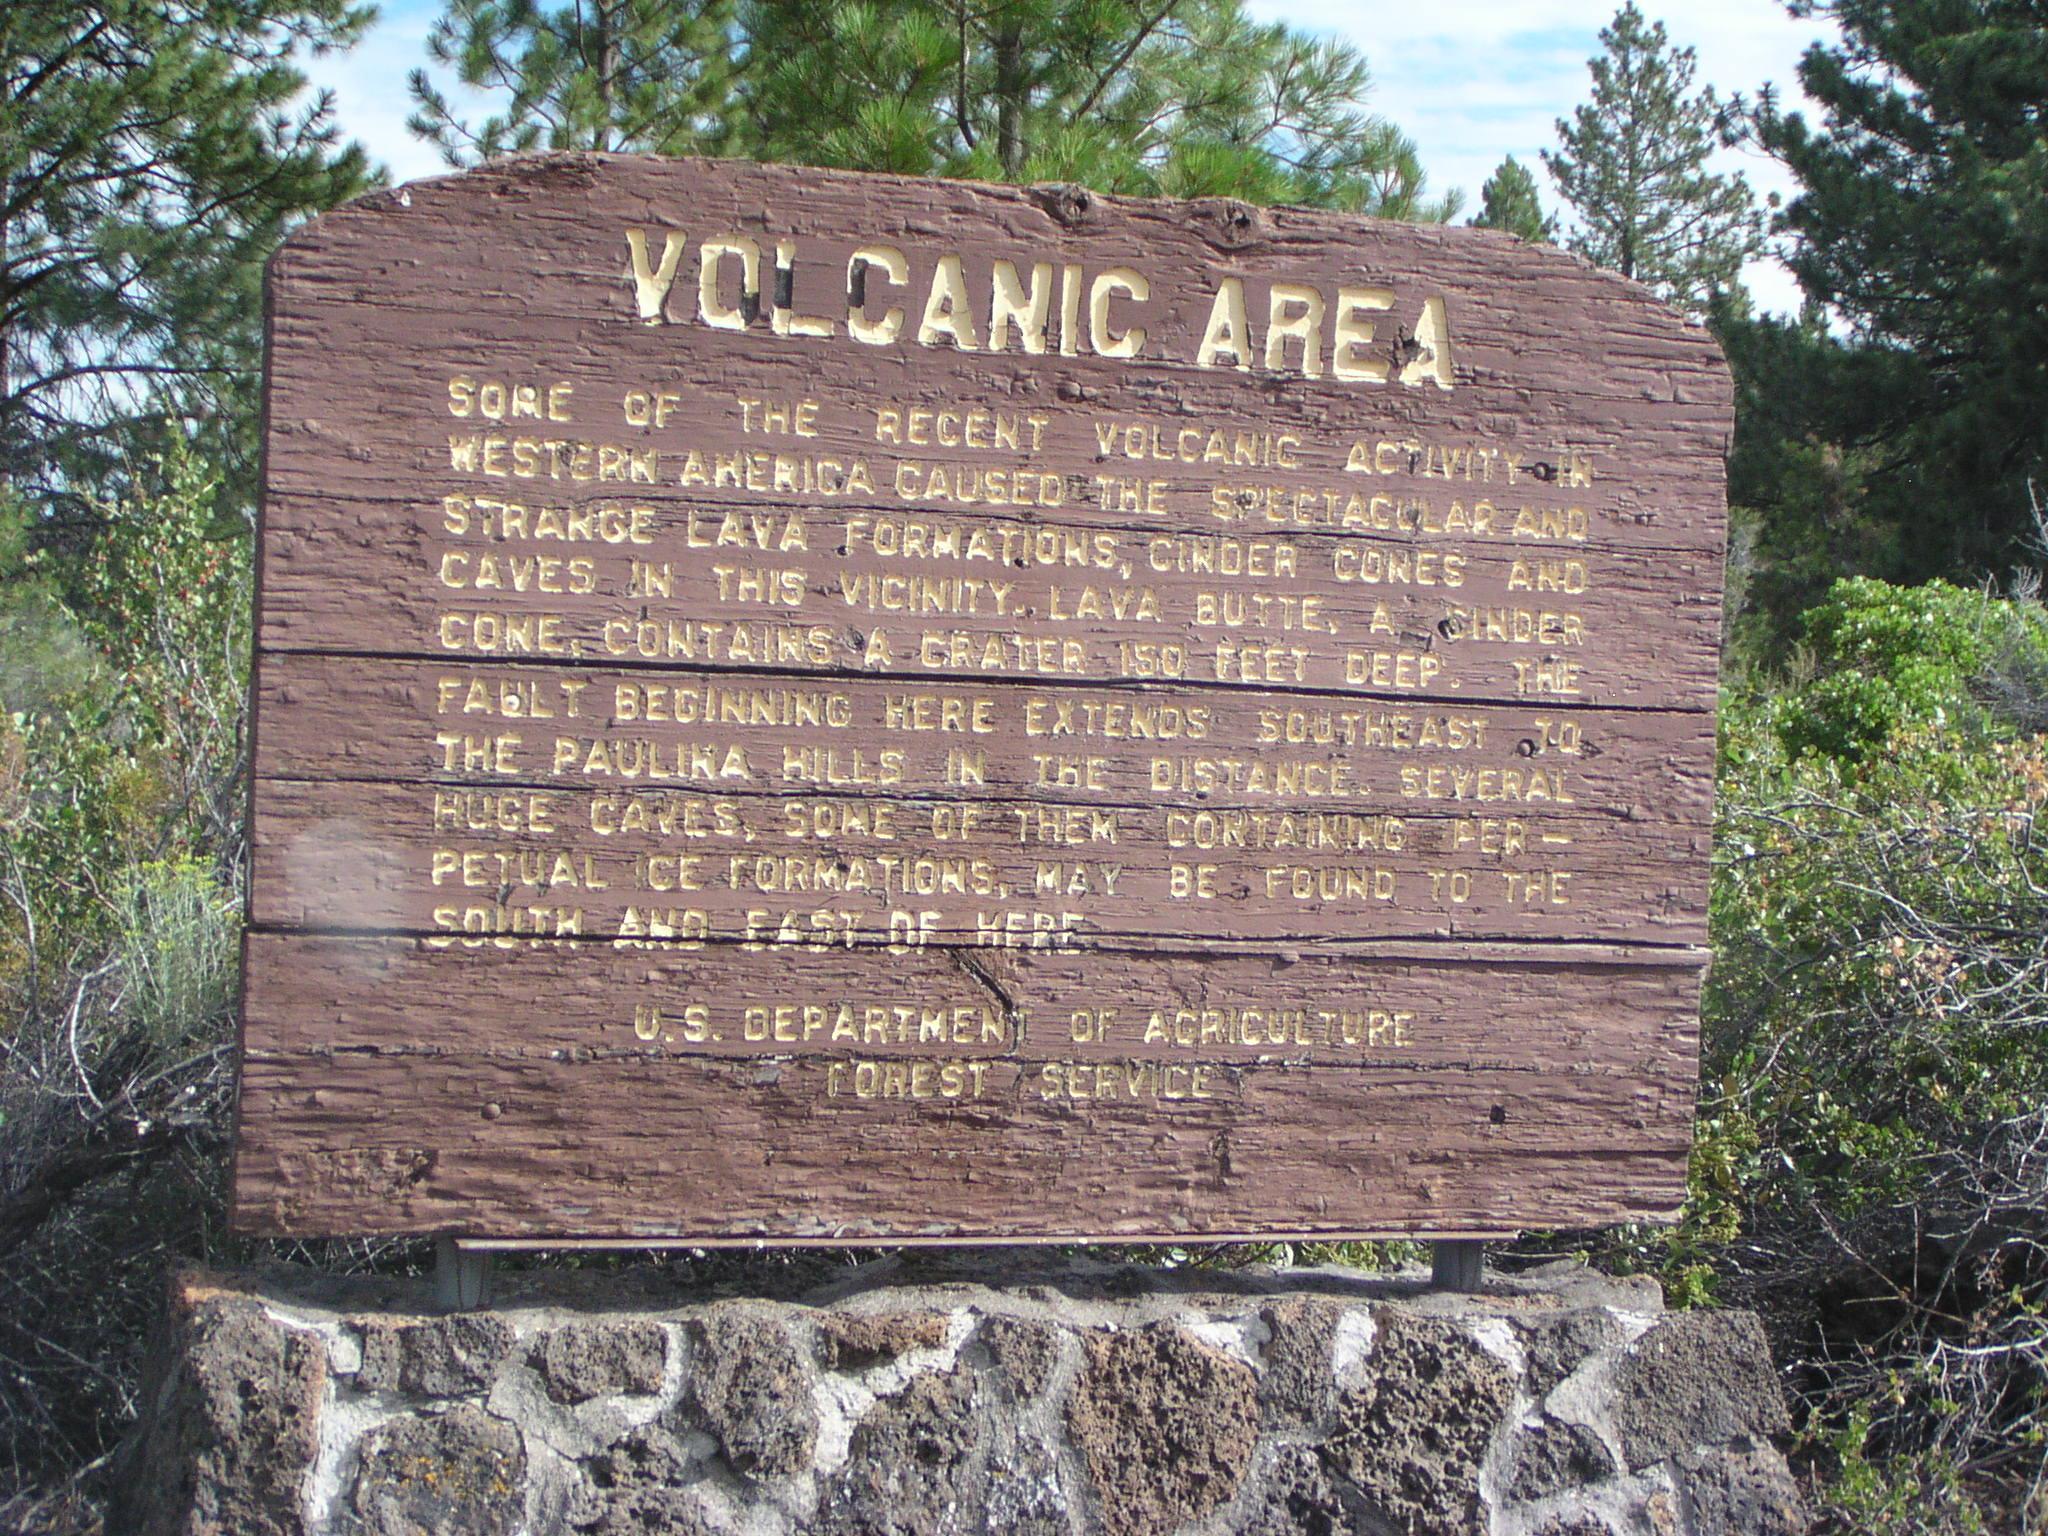 VOLCANIC AREA
SOME OF THE RECENT VOLCANIC ACTIVITY IN
WESTERN AMERICA CAUSED THE SPECTACULAR AND
STRANGE LAVA FORMATIONS, CINDER CONES AND
CAVES IN THIS VICINITY. LAVA BUTTE, A CINDER
CONE, CONTAINS A CRATER 150 FEET DEEP. THE
FAULT BEGINNING HERE EXTENDS SOUTHEAST TO
THE PAULINA HILLS IN THE DISTANCE. SEVERAL
HUGE CAVES, SOME OF THEM CONTAINING PER-
PETUAL ICE FORMATIONS, MAY BE FOUND TO THE
SOUTH AND EAST OF HERE
U.S. DEPARTMENT OF AGRICULTURE
FOREST SERVICE